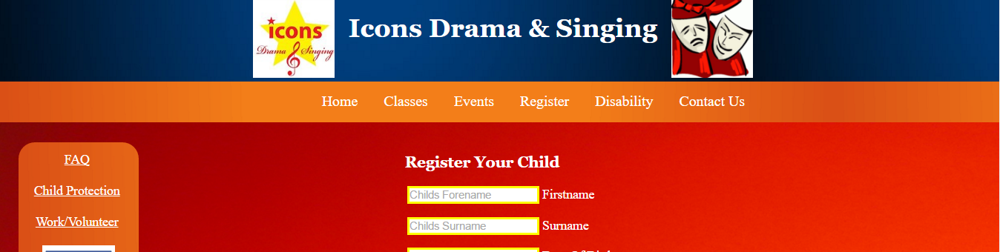 icons
Drama & Singing
Icons Drama & Singing
Home Classes Events Register Disability Contact Us
FAQ
Child Protection
Work/Volunteer
Register Your Child
Childs Forename Firstname
Childs Surname Surname